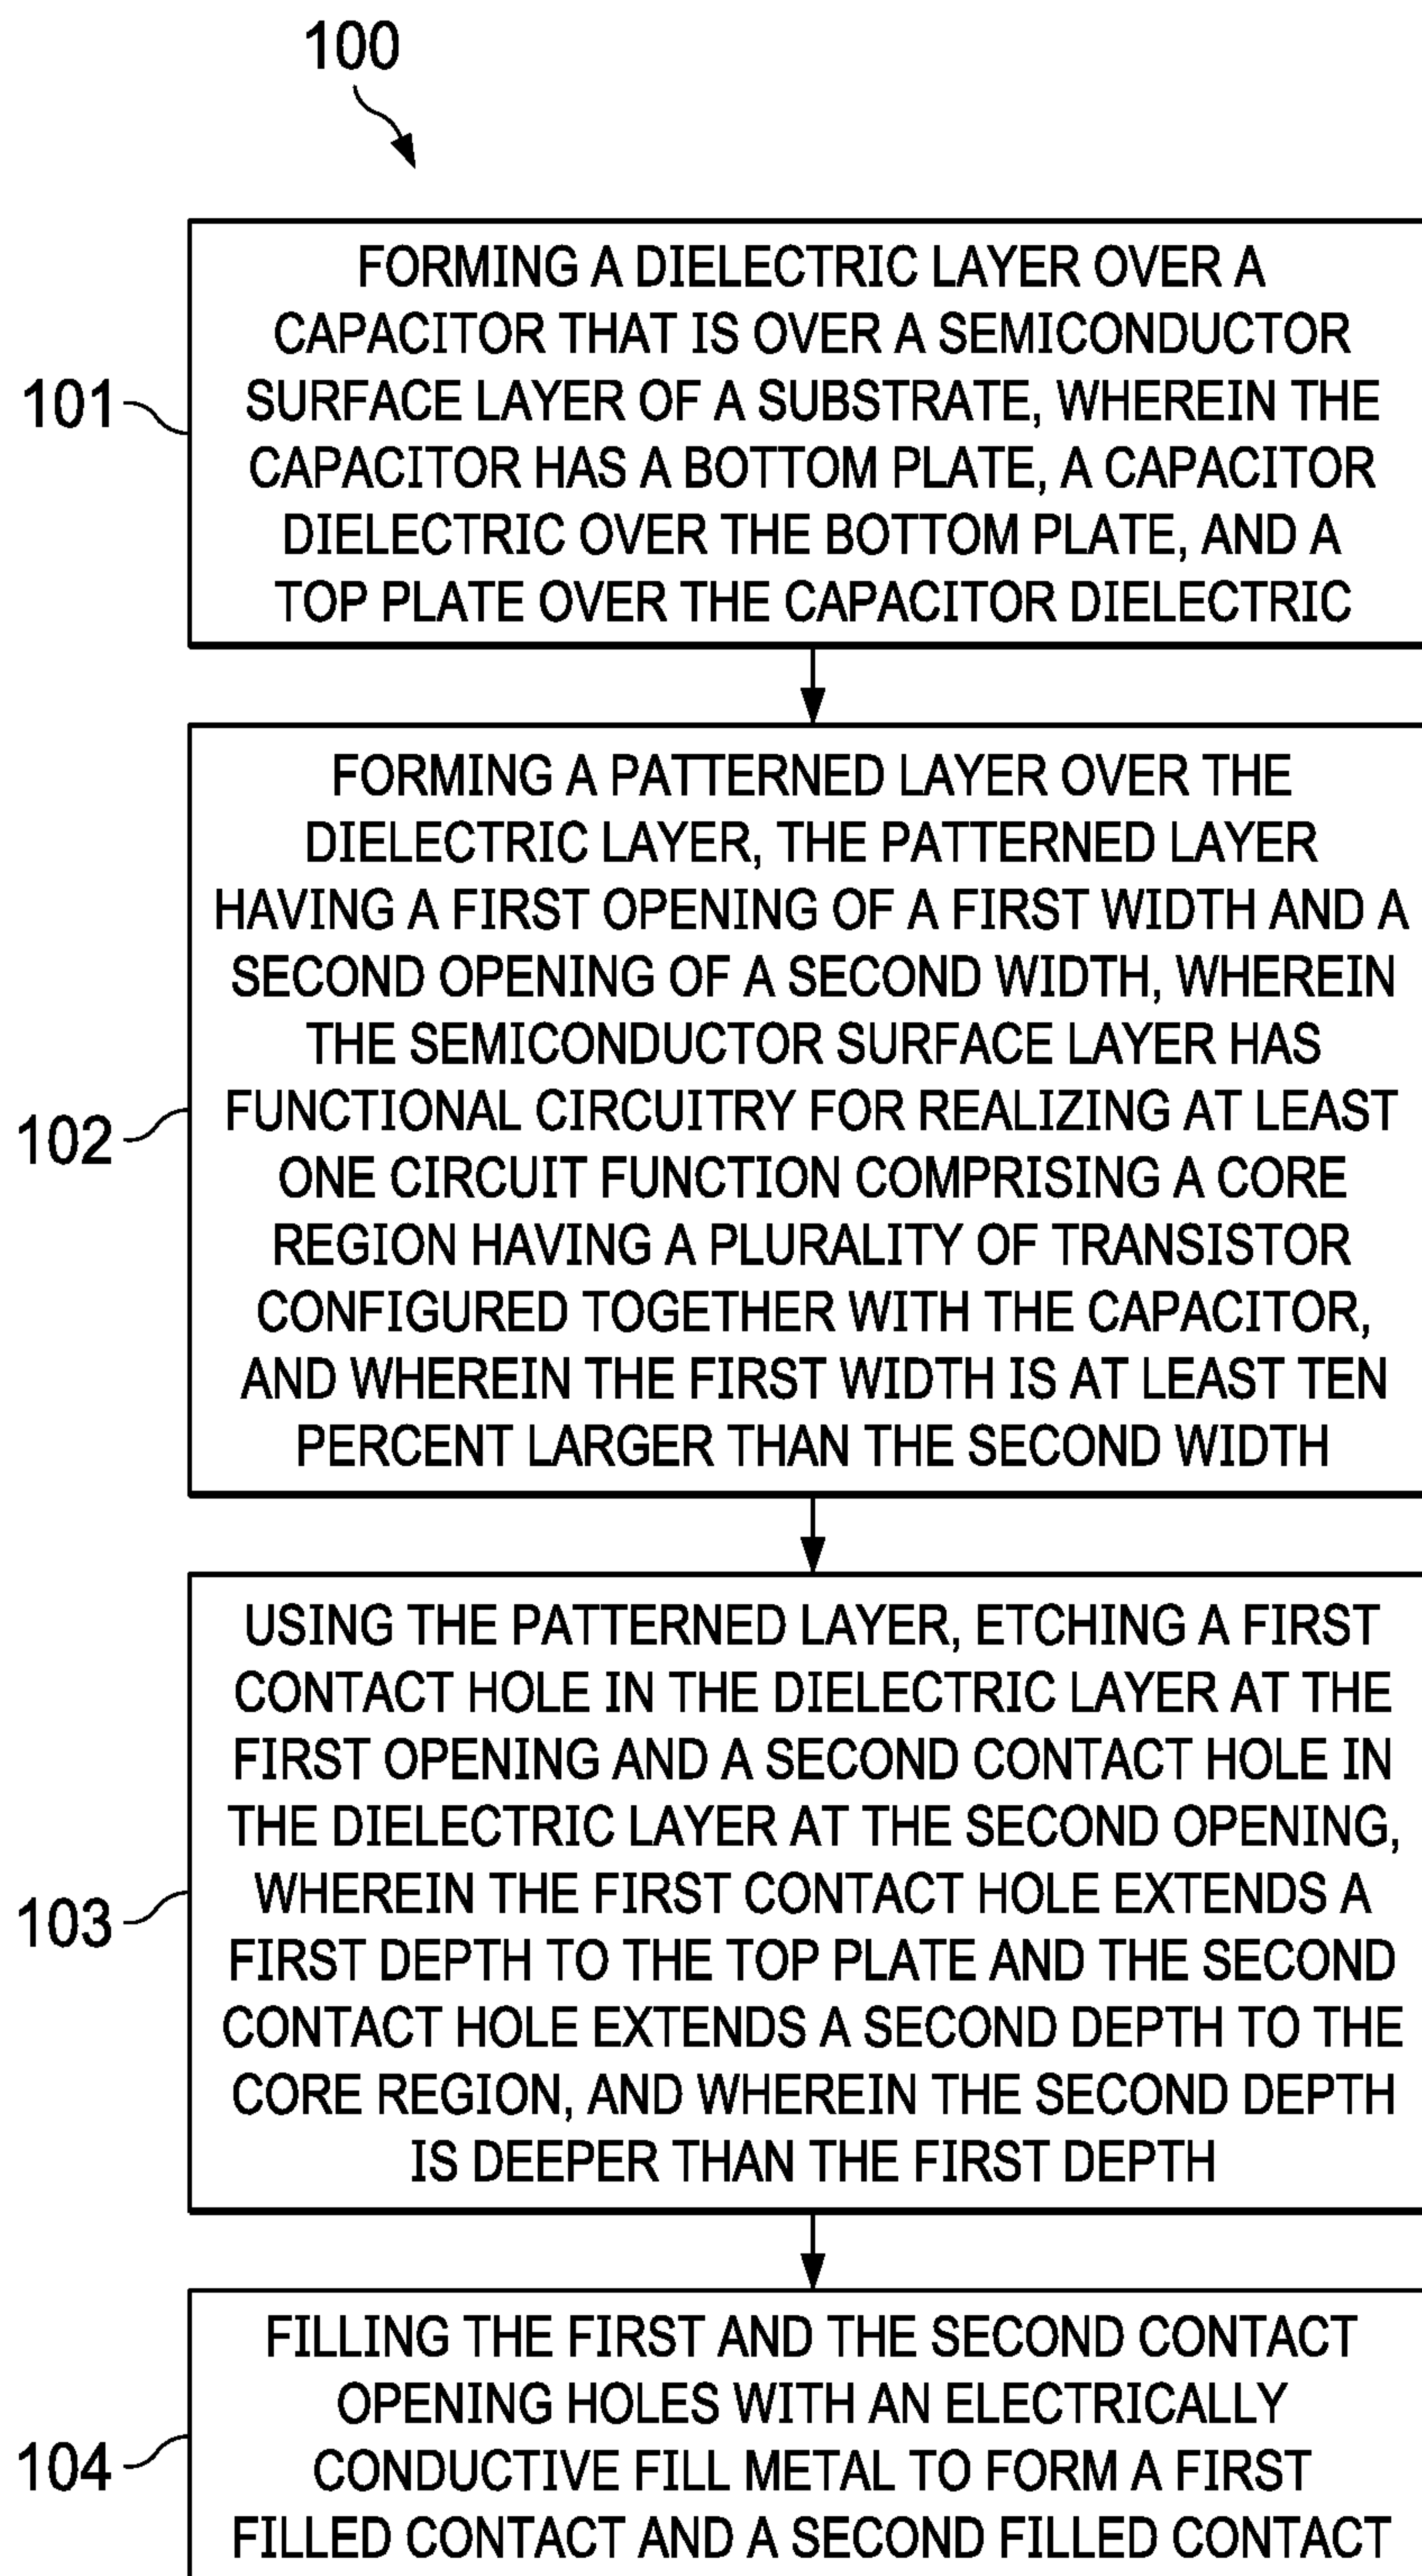 100
101
FORMING A DIELECTRIC LAYER OVER A
CAPACITOR THAT IS OVER A SEMICONDUCTOR
SURFACE LAYER OF A SUBSTRATE, WHEREIN THE
CAPACITOR HAS A BOTTOM PLATE, A CAPACITOR
DIELECTRIC OVER THE BOTTOM PLATE, AND A
TOP PLATE OVER THE CAPACITOR DIELECTRIC
102
FORMING A PATTERNED LAYER OVER THE
DIELECTRIC LAYER, THE PATTERNED LAYER
HAVING A FIRST OPENING OF A FIRST WIDTH AND A
SECOND OPENING OF A SECOND WIDTH, WHEREIN
THE SEMICONDUCTOR SURFACE LAYER HAS
FUNCTIONAL CIRCUITRY FOR REALIZING AT LEAST
ONE CIRCUIT FUNCTION COMPRISING A CORE
REGION HAVING A PLURALITY OF TRANSISTOR
CONFIGURED TOGETHER WITH THE CAPACITOR,
AND WHEREIN THE FIRST WIDTH IS AT LEAST TEN
PERCENT LARGER THAN THE SECOND WIDTH
103
USING THE PATTERNED LAYER, ETCHING A FIRST
CONTACT HOLE IN THE DIELECTRIC LAYER AT THE
FIRST OPENING AND A SECOND CONTACT HOLE IN
THE DIELECTRIC LAYER AT THE SECOND OPENING,
WHEREIN THE FIRST CONTACT HOLE EXTENDS A
FIRST DEPTH TO THE TOP PLATE AND THE SECOND
CONTACT HOLE EXTENDS A SECOND DEPTH TO THE
CORE REGION, AND WHEREIN THE SECOND DEPTH
IS DEEPER THAN THE FIRST DEPTH
104
FILLING THE FIRST AND THE SECOND CONTACT
OPENING HOLES WITH AN ELECTRICALLY
CONDUCTIVE FILL METAL TO FORM A FIRST
FILLED CONTACT AND A SECOND FILLED CONTACT